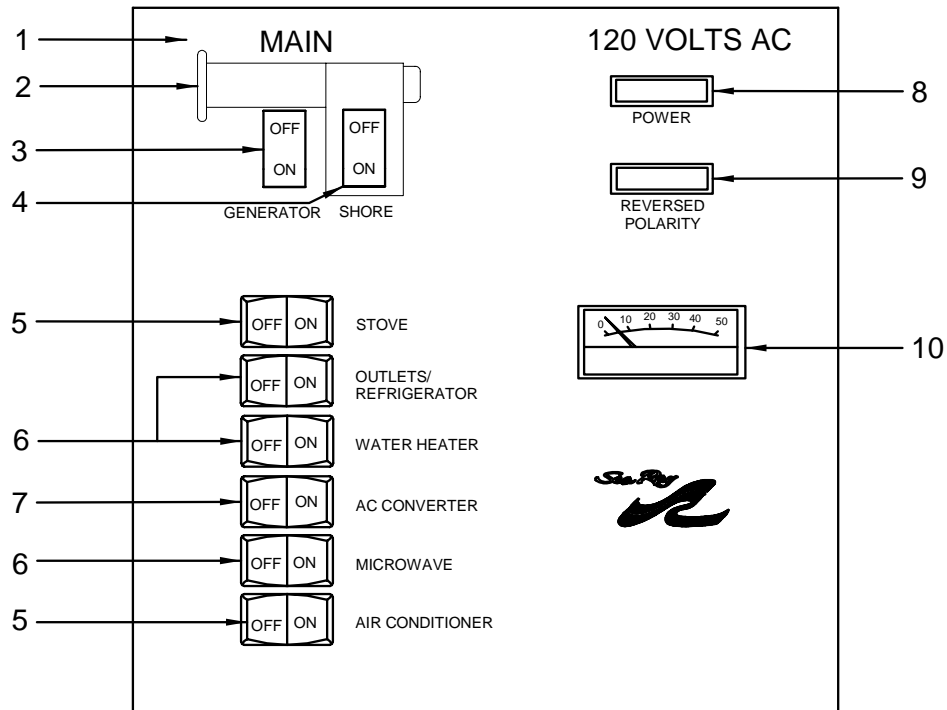 1
MAIN
120 VOLTS AC
2
8
POWER
OFF
OFF
3
ON
ON
9
4
GENERATOR
SHORE
REVERSED
POLARITY
5
OFF
ON
STOVE
0 10 20 30 40 50
10
OFF
ON
OUTLETS/
REFRIGERATOR
6
OFF
ON
WATER HEATER
Sea Ray
7
OFF
ON
AC CONVERTER
6
OFF
ON
MICROWAVE
5
OFF
ON
AIR CONDITIONER